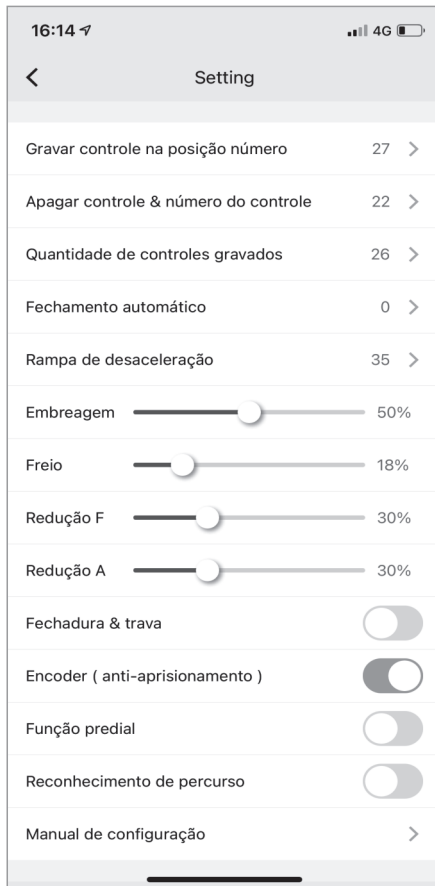 16:14 4G
Setting
Gravar controle na posição número 27
Apagar controle & número do controle 22
Quantidade de controles gravados 26
Fechamento automático 0
Rampa de desaceleração 35
Embreagem 50%
Freio 18%
Redução F 30%
Redução A 30%
Fechadura & trava
Encoder ( anti-aprisionamento )
Função predial
Reconhecimento de percurso
Manual de configuração